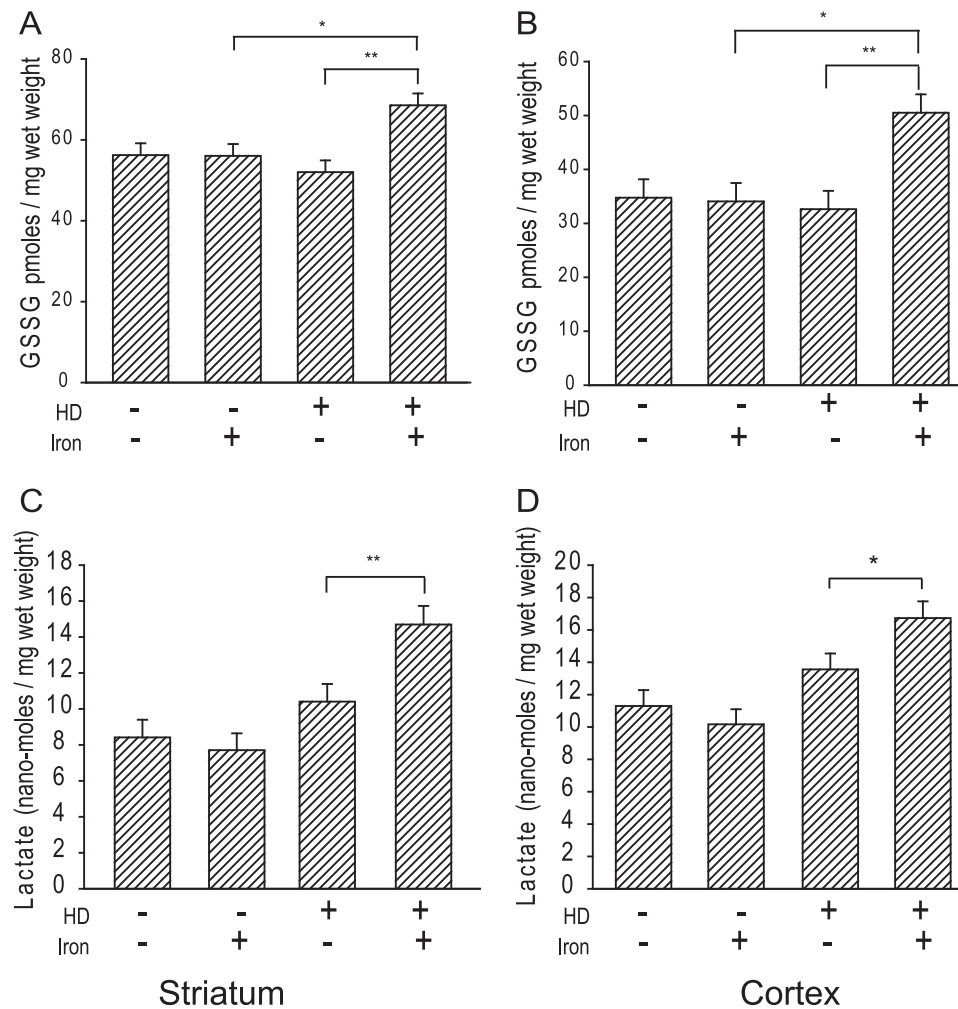 A
GSSG pmoles / mg wet weight
80
60
40
20
0
*
**
HD - - + +
Iron - + - +
B
GSSG pmoles / mg wet weight
60
50
40
30
20
10
0
*
**
HD - - + +
Iron - + - +
C
Lactate (nano-moles / mg wet weight)
18
16
14
12
10
8
6
4
2
0
**
HD - - + +
Iron - + - +
Striatum
D
Lactate (nano-moles / mg wet weight)
20
18
16
14
12
10
8
6
4
2
0
*
HD - - + +
Iron - + - +
Cortex